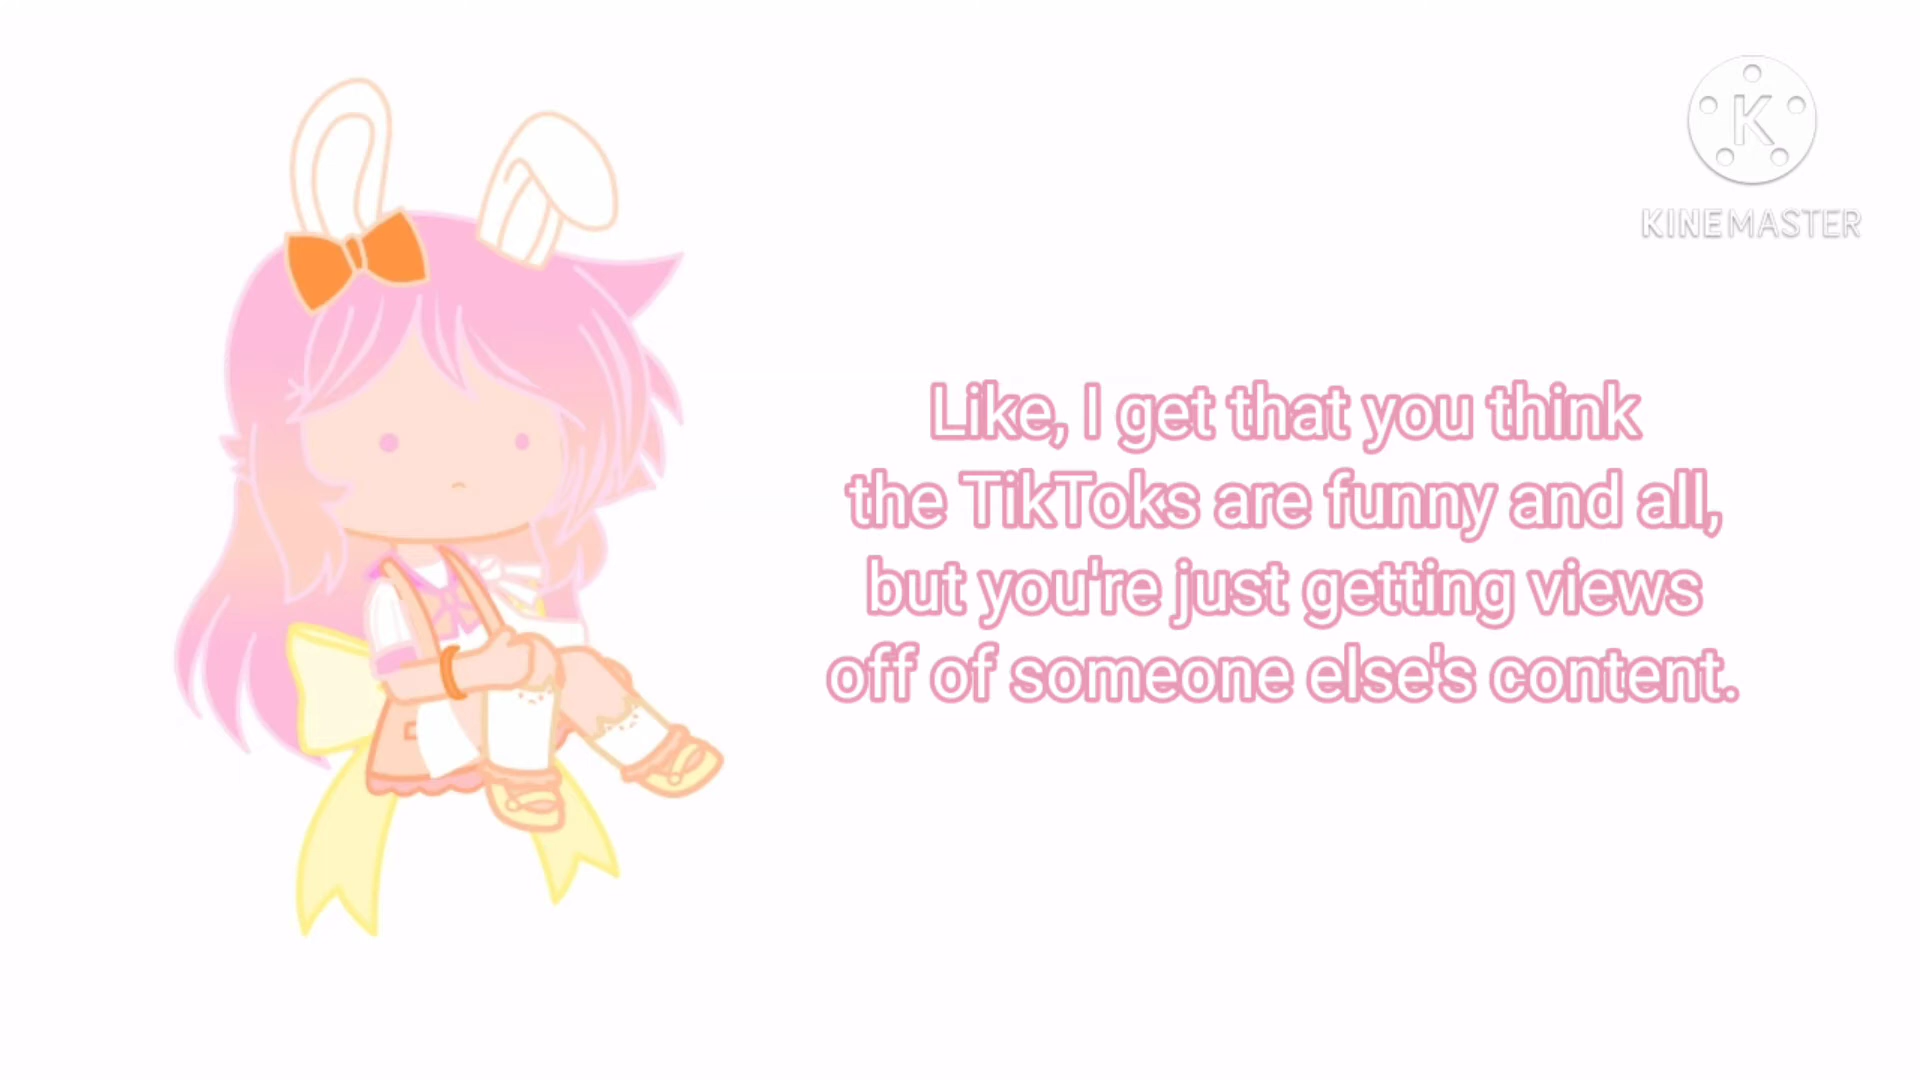 K
KINEMASTER
Like, I get that you think
the TikToks are funny and all,
but you're just getting views
off of someone else's content.